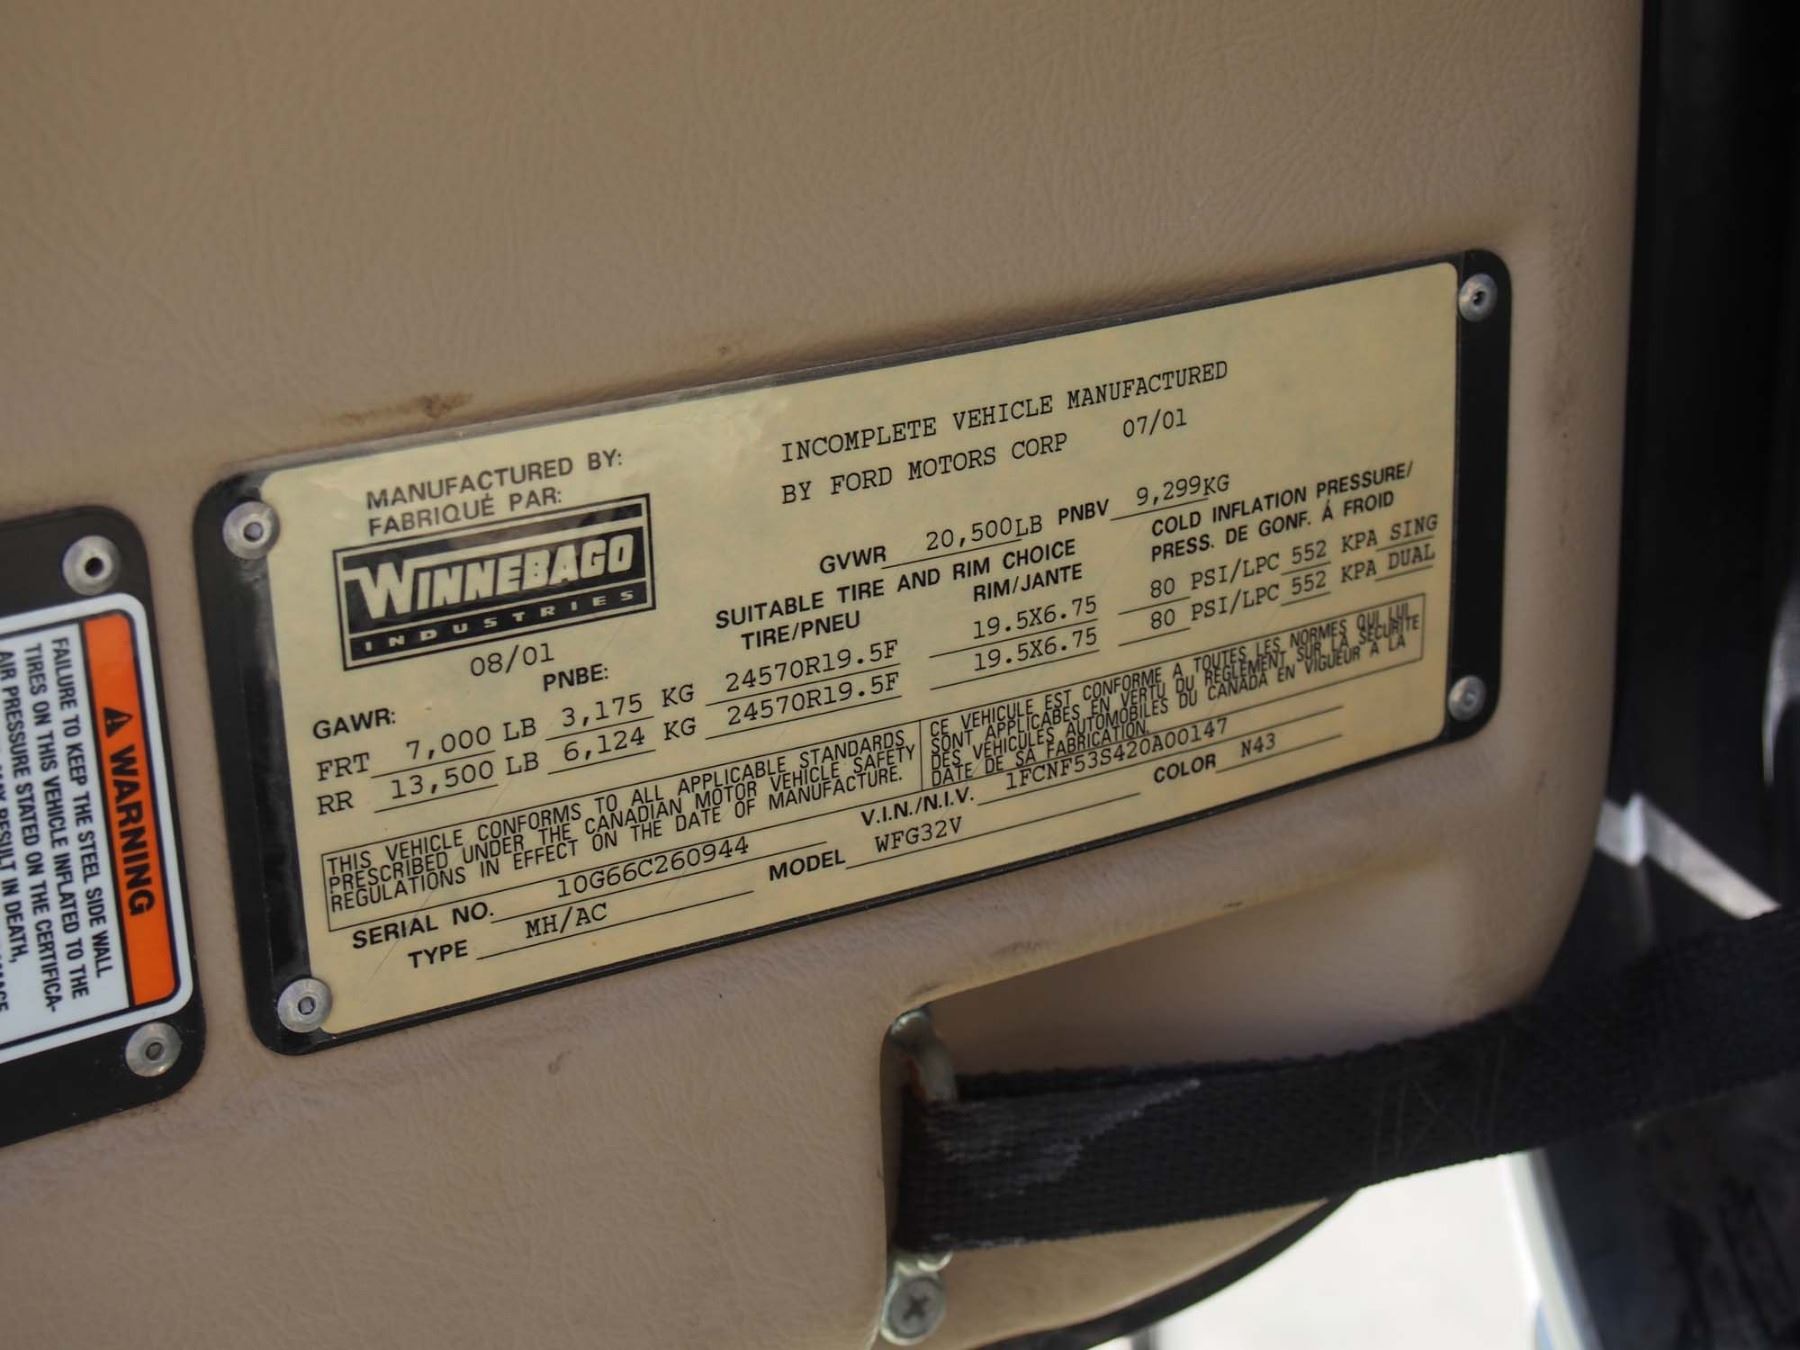 MANUFACTURED BY:
FABRIQUÉ PAR:
WINNEBAGO
INDUSTRIES
08/01
INCOMPLETE VEHICLE MANUFACTURED
BY FORD MOTORS CORP 07/01
GVWR 20,500LB PNBV 9,299KG
SUITABLE TIRE AND RIM CHOICE
TIRE/PNEU RIM/JANTE
COLD INFLATION PRESSURE/
PRESS. DE GONF. Á FROID
GAWR: PNBE:
FRT 7,000 LB 3,175 KG 24570R19.5F 19.5X6.75 80 PSI/LPC 552 KPA SING
RR 13,500 LB 6,124 KG 24570R19.5F 19.5X6.75 80 PSI/LPC 552 KPA DUAL
THIS VEHICLE CONFORMS TO ALL APPLICABLE STANDARDS
PRESCRIBED UNDER THE CANADIAN MOTOR VEHICLE SAFETY
REGULATIONS IN EFFECT ON THE DATE OF MANUFACTURE.
CE VEHICULE EST CONFORME A TOUTES LES NORMES QUI LUI
SONT APPLICABLES EN VERTU DU REGLEMENT SUR LA SECURITE
DES VEHICULES AUTOMOBILES DU CANADA EN VIGUEUR A LA
DATE DE SA FABRICATION.
SERIAL NO. 10G66C260944 V.I.N./N.I.V. 1FCNF53S420A00147
TYPE MH/AC MODEL WFG32V COLOR N43
WARNING
FAILURE TO KEEP THE STEEL SIDE WALL
TIRES ON THIS VEHICLE INFLATED TO THE
AIR PRESSURE STATED ON THE CERTIFICA-
RESULT IN DEATH,